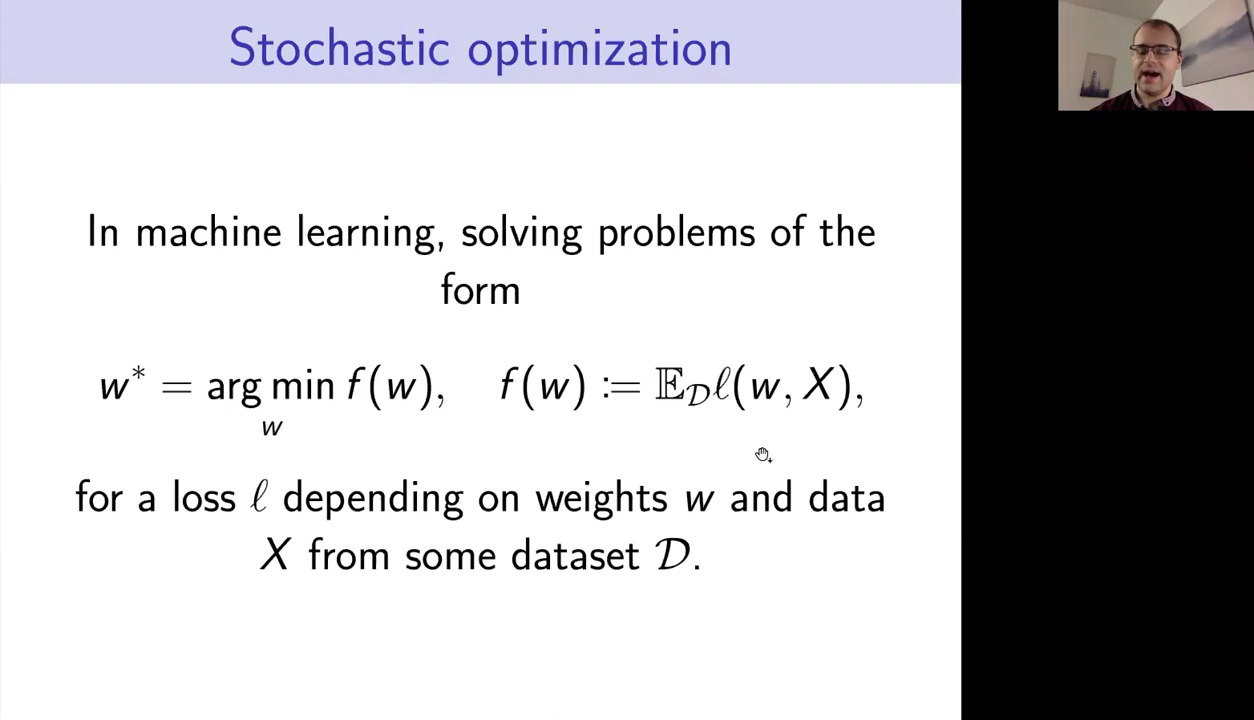 Stochastic optimization
In machine learning, solving problems of the
form
w* = arg min f(w),   f(w) := 𝔼_𝒟 ℓ(w, X),
w
for a loss ℓ depending on weights w and data
X from some dataset 𝒟.